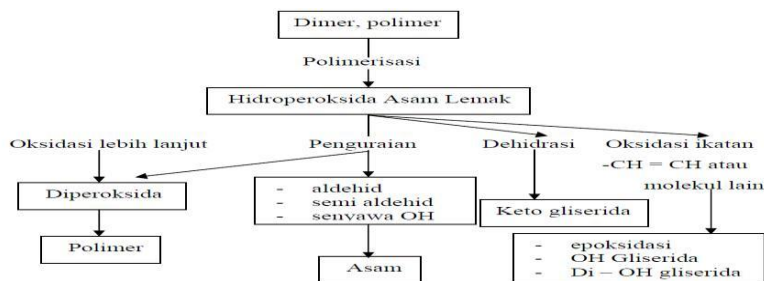 Dimer, polimer
Polimerisasi
Hidroperoksida Asam Lemak
Oksidasi lebih lanjut
Penguraian
Dehidrasi
Oksidasi ikatan
-CH = CH atau
molekul lain
Diperoksida
- aldehid
- semi aldehid
- senyawa OH
Keto gliserida
Polimer
Asam
- epoksidasi
- OH Gliserida
- Di – OH gliserida